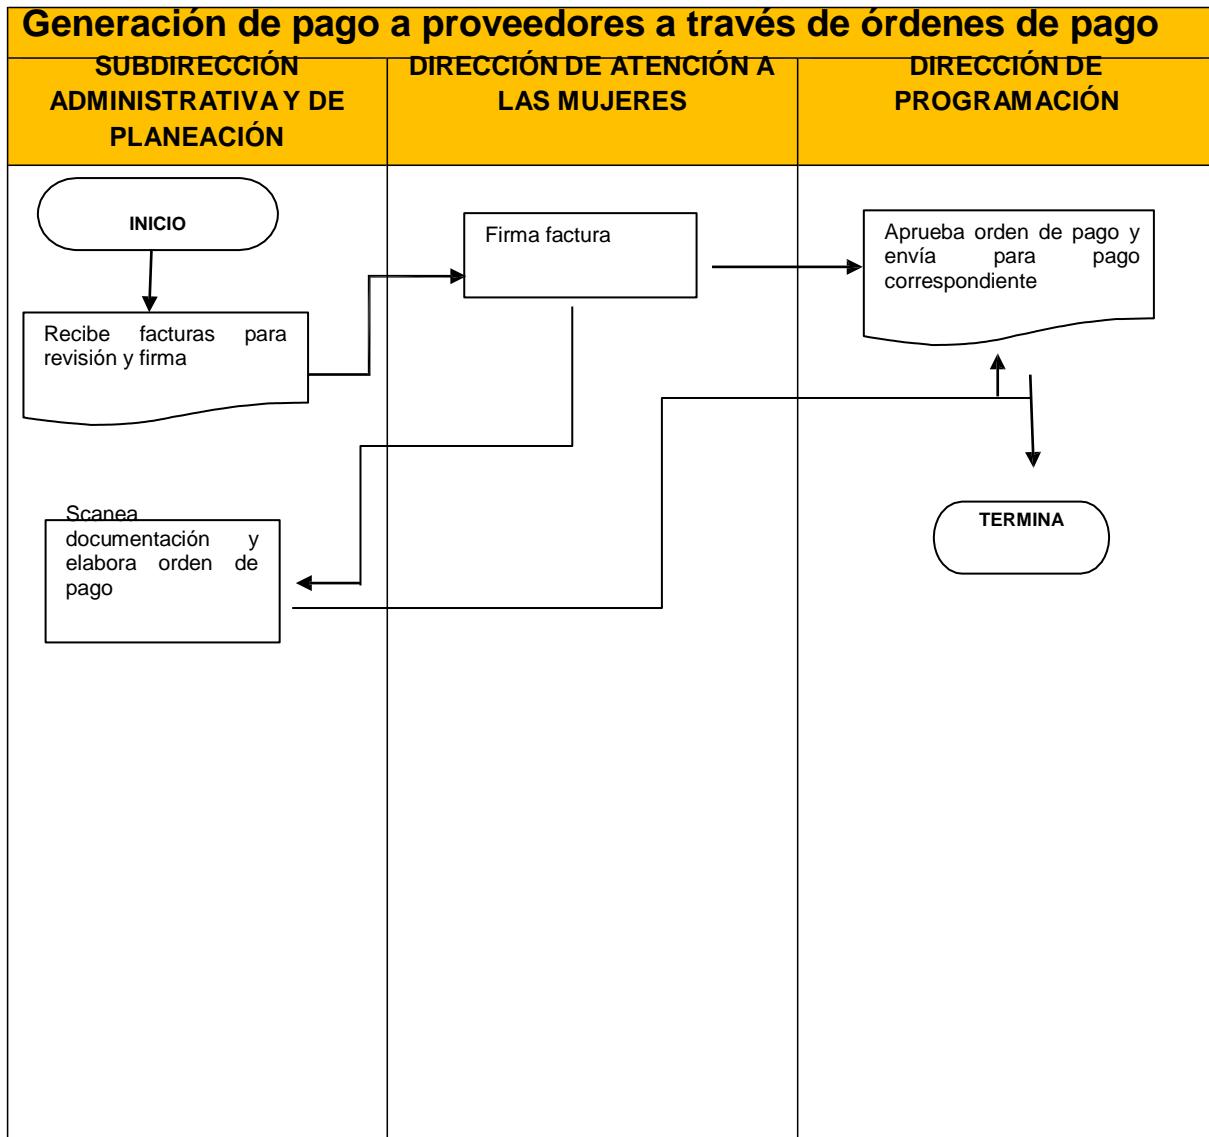 Generación de pago a proveedores a través de órdenes de pago
SUBDIRECCIÓN
ADMINISTRATIVA Y DE
PLANEACIÓN
DIRECCIÓN DE ATENCIÓN A
LAS MUJERES
DIRECCIÓN DE
PROGRAMACIÓN
INICIO
Recibe facturas para
revisión y firma
Firma factura
Aprueba orden de pago y
envía para pago
correspondiente
Scanea
documentación y
elabora orden de
pago
TERMINA